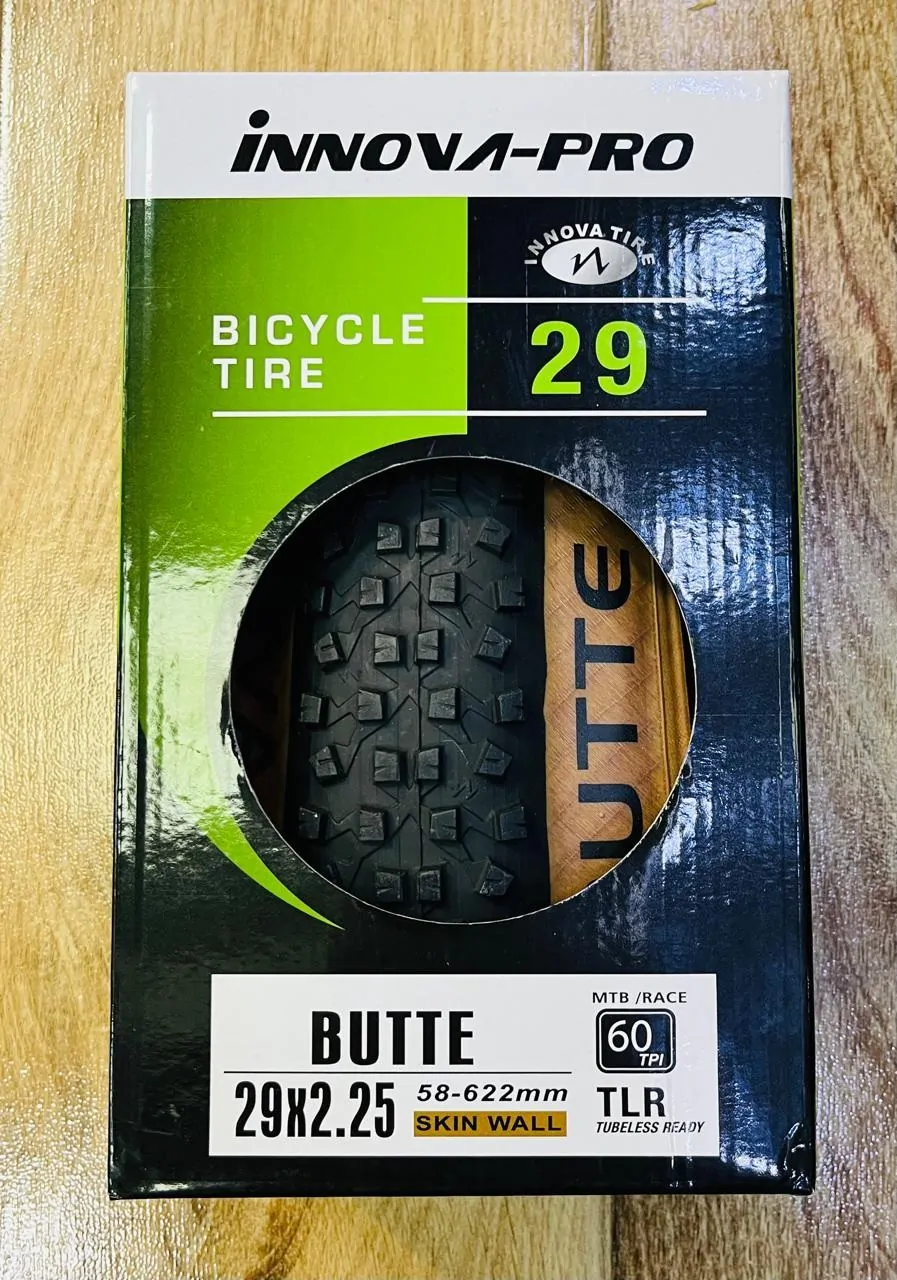 iNNOVA-PRO
INNOVA TIRE
BICYCLE
TIRE
29
UTTE
BUTTE
29x2.25
58-622mm
SKIN WALL
MTB /RACE
60
TPI
TLR
TUBELESS READY